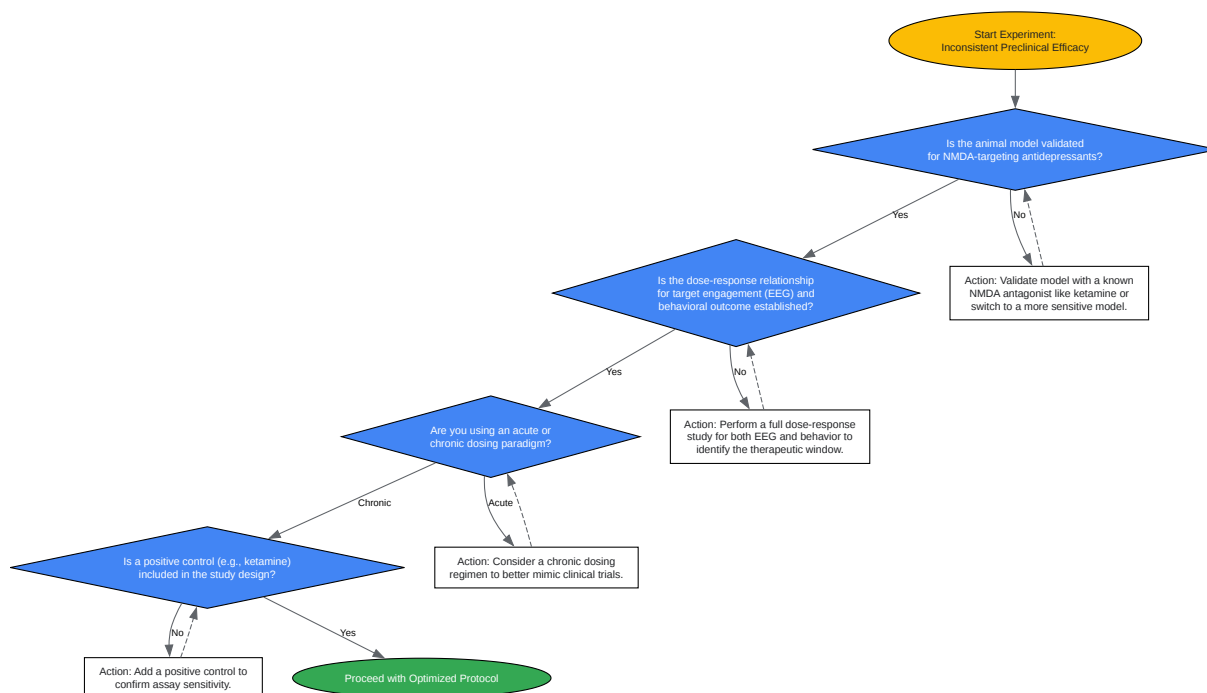 Start Experiment:
Inconsistent Preclinical Efficacy
Is the animal model validated
for NMDA-targeting antidepressants?
Yes
No
Is the dose-response relationship
for target engagement (EEG) and
behavioral outcome established?
Action: Validate model with a known
NMDA antagonist like ketamine or
switch to a more sensitive model.
Yes
No
Are you using an acute or
chronic dosing paradigm?
Action: Perform a full dose-response
study for both EEG and behavior to
identify the therapeutic window.
Chronic
Acute
Is a positive control (e.g., ketamine)
included in the study design?
Action: Consider a chronic dosing
regimen to better mimic clinical trials.
No
Yes
Action: Add a positive control to
confirm assay sensitivity.
Proceed with Optimized Protocol